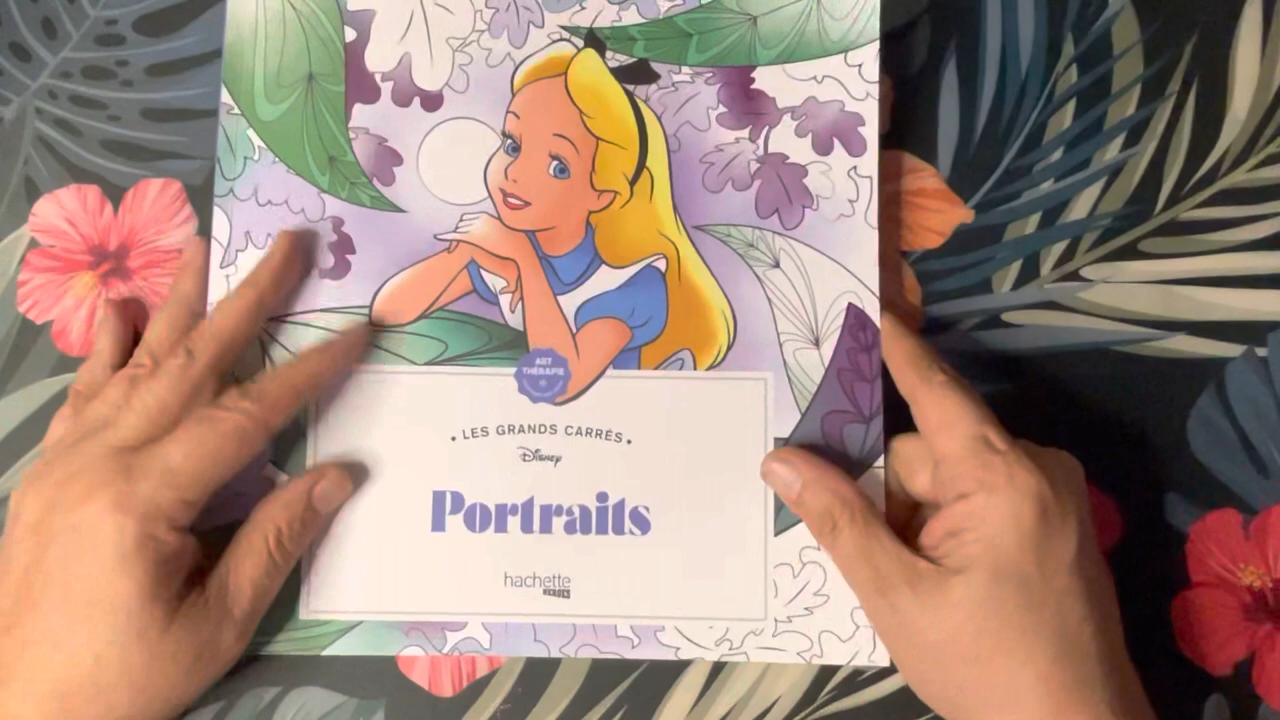 ART
THÉRAPIE
• LES GRANDS CARRÉS •
Disney
Portraits
hachette
HEROES